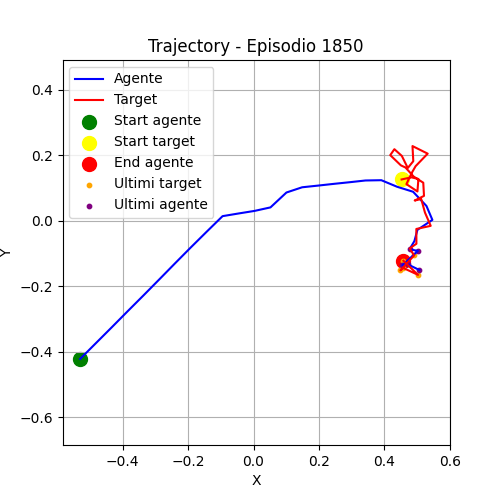 Trajectory - Episodio 1850
Agente
Target
Start agente
Start target
End agente
Ultimi target
Ultimi agente
0.4
0.2
0.0
−0.2
−0.4
−0.6
Y
−0.4
−0.2
0.0
0.2
0.4
0.6
X